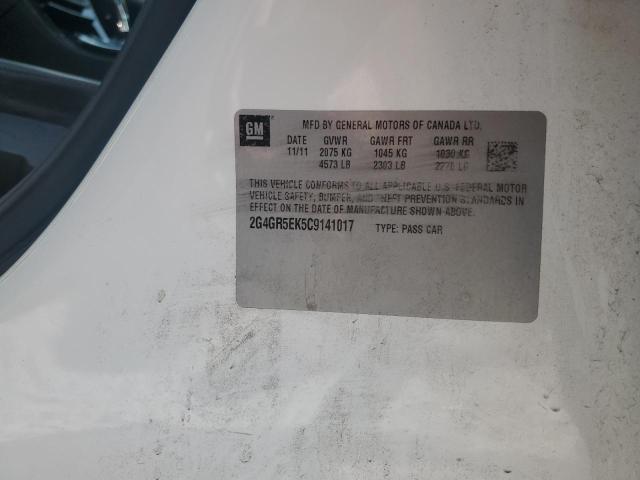 GM
MFD BY GENERAL MOTORS OF CANADA LTD.
DATE GVWR GAWR FRT GAWR RR
11/11 2075 KG 1045 KG 1030 KG
4573 LB 2303 LB 2270 LB
THIS VEHICLE CONFORMS TO ALL APPLICABLE U.S. FEDERAL MOTOR
VEHICLE SAFETY, BUMPER, AND THEFT PREVENTION STANDARDS IN
EFFECT ON THE DATE OF MANUFACTURE SHOWN ABOVE.
2G4GR5EK5C9141017 TYPE: PASS CAR